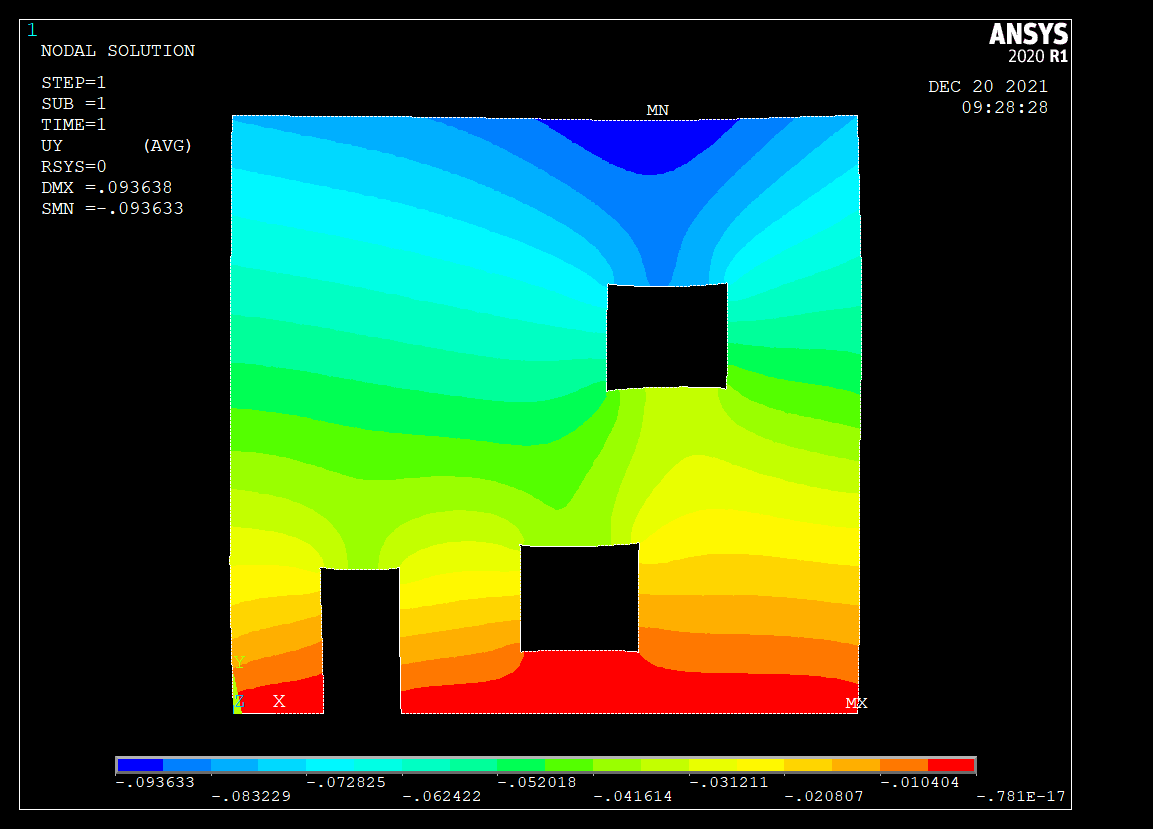 1
NODAL SOLUTION
STEP=1
SUB =1
TIME=1
UY (AVG)
RSYS=0
DMX =.093638
SMN =-.093633
ANSYS
2020 R1
DEC 20 2021
09:28:28
MN
Y
Z X
MX
-.093633 -.072825 -.052018 -.031211 -.010404
-.083229 -.062422 -.041614 -.020807 -.781E-17